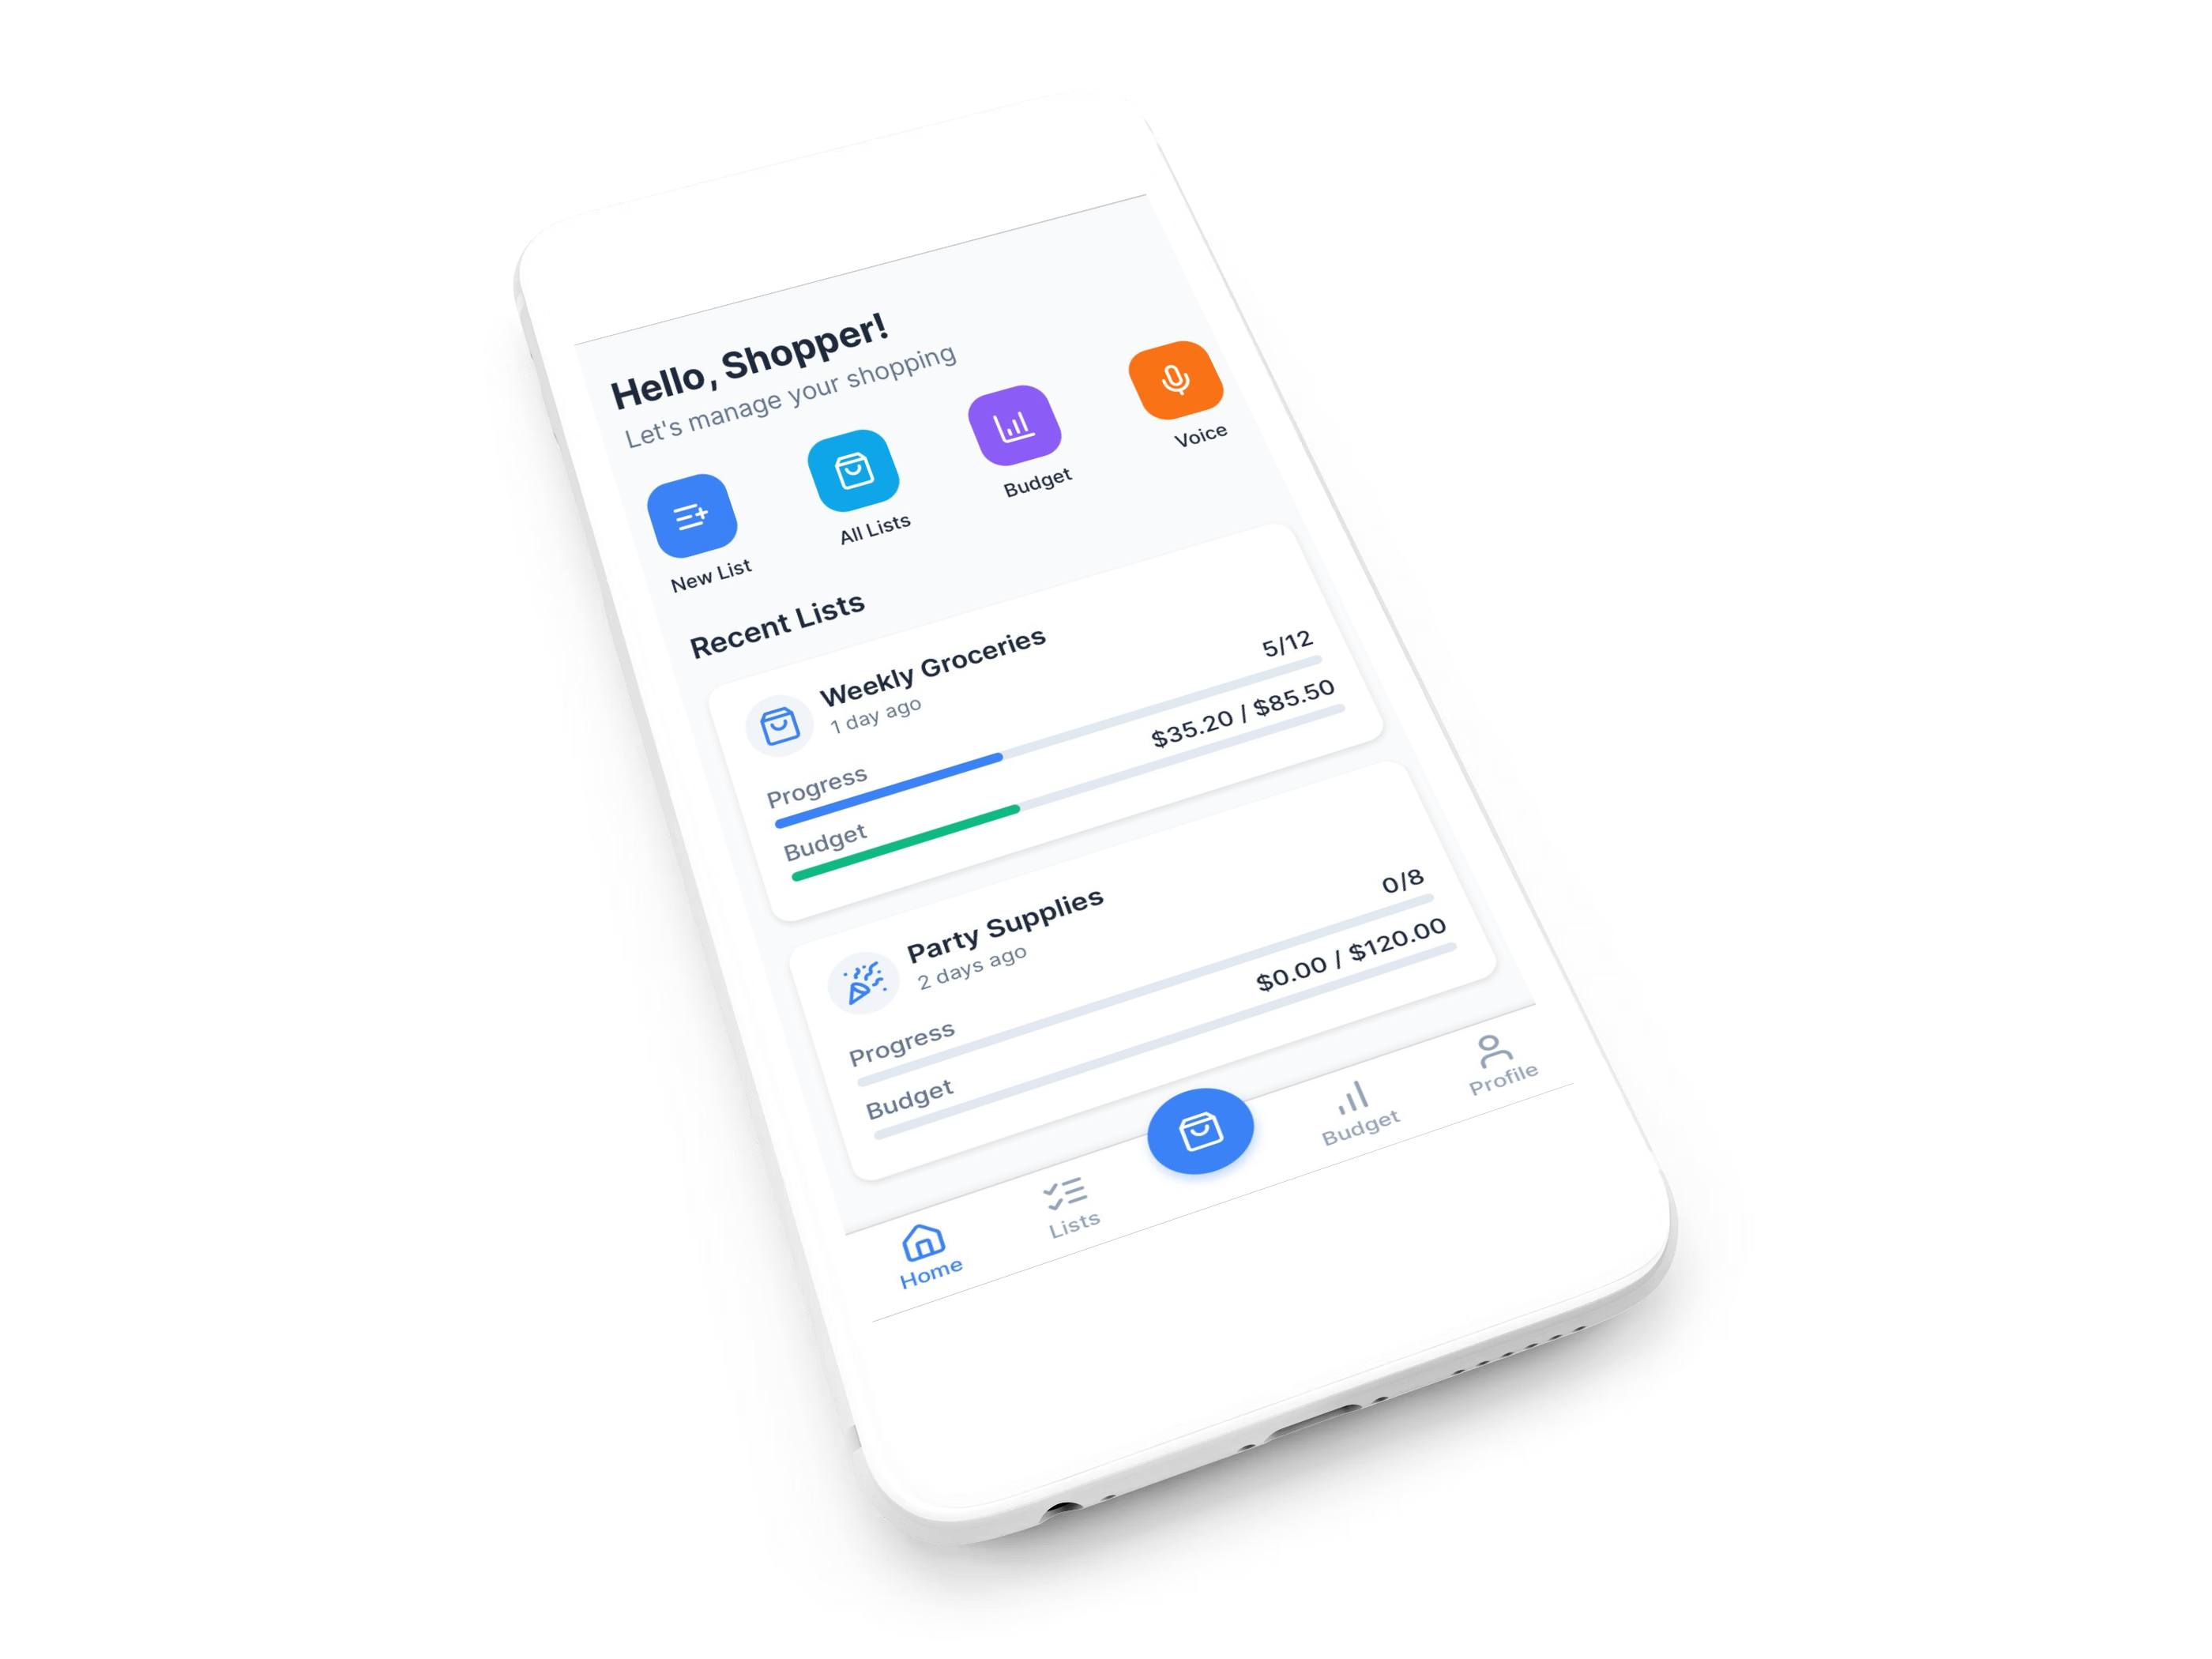 Hello, Shopper!
Let's manage your shopping
New List
All Lists
Budget
Voice
Recent Lists
Weekly Groceries
1 day ago
Progress
5/12
Budget
$35.20 / $85.50
Party Supplies
2 days ago
Progress
0/8
Budget
$0.00 / $120.00
Home
Lists
Budget
Profile